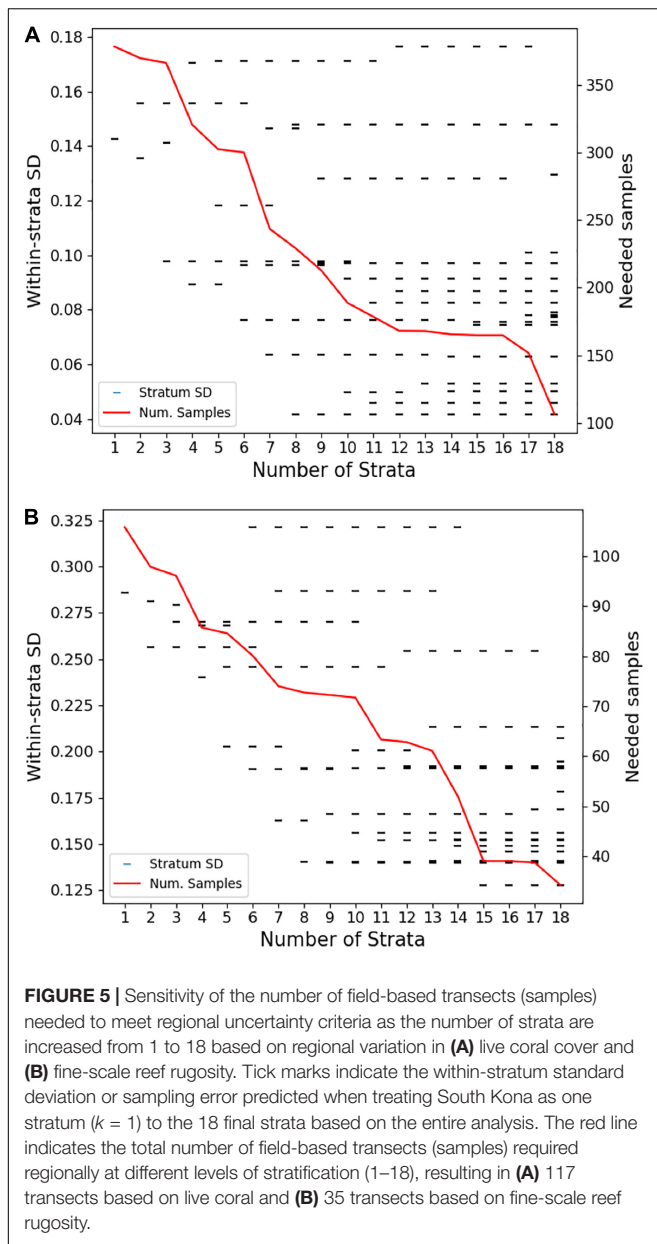 A
0.18
0.16
0.14
0.12
0.10
0.08
0.06
0.04
Within-strata SD
350
300
250
200
150
100
Needed samples
Stratum SD
Num. Samples
1 2 3 4 5 6 7 8 9 10 11 12 13 14 15 16 17 18
Number of Strata
B
0.325
0.300
0.275
0.250
0.225
0.200
0.175
0.150
0.125
Within-strata SD
100
90
80
70
60
50
40
Needed samples
Stratum SD
Num. Samples
1 2 3 4 5 6 7 8 9 10 11 12 13 14 15 16 17 18
Number of Strata
FIGURE 5 | Sensitivity of the number of field-based transects (samples)
needed to meet regional uncertainty criteria as the number of strata are
increased from 1 to 18 based on regional variation in (A) live coral cover and
(B) fine-scale reef rugosity. Tick marks indicate the within-stratum standard
deviation or sampling error predicted when treating South Kona as one
stratum (k = 1) to the 18 final strata based on the entire analysis. The red line
indicates the total number of field-based transects (samples) required
regionally at different levels of stratification (1–18), resulting in (A) 117
transects based on live coral and (B) 35 transects based on fine-scale reef
rugosity.